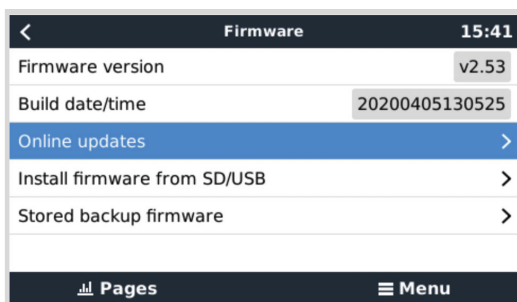 Firmware 15:41
Firmware version v2.53
Build date/time 20200405130525
Online updates
Install firmware from SD/USB
Stored backup firmware
Pages Menu